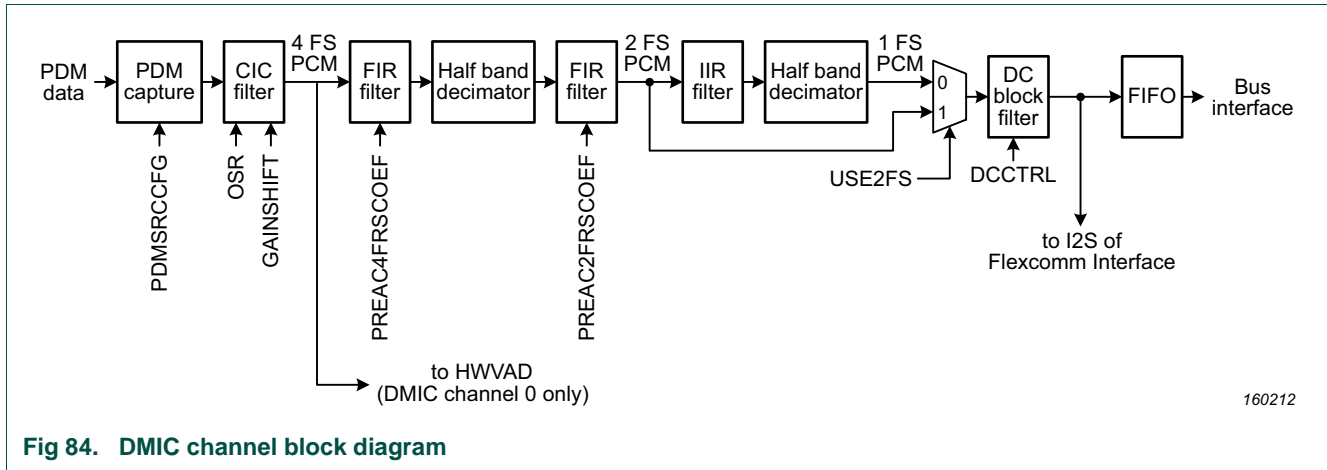 PDM
data
PDM
capture
CIC
filter
4 FS
PCM
FIR
filter
Half band
decimator
FIR
filter
2 FS
PCM
IIR
filter
Half band
decimator
1 FS
PCM
0
1
DC
block
filter
FIFO
Bus
interface
PDMSRCCFG
OSR
GAINSHIFT
PREAC4FRSCOEF
PREAC2FRSCOEF
USE2FS
DCCTRL
to I2S of
Flexcomm Interface
to HWVAD
(DMIC channel 0 only)
160212
Fig 84. DMIC channel block diagram